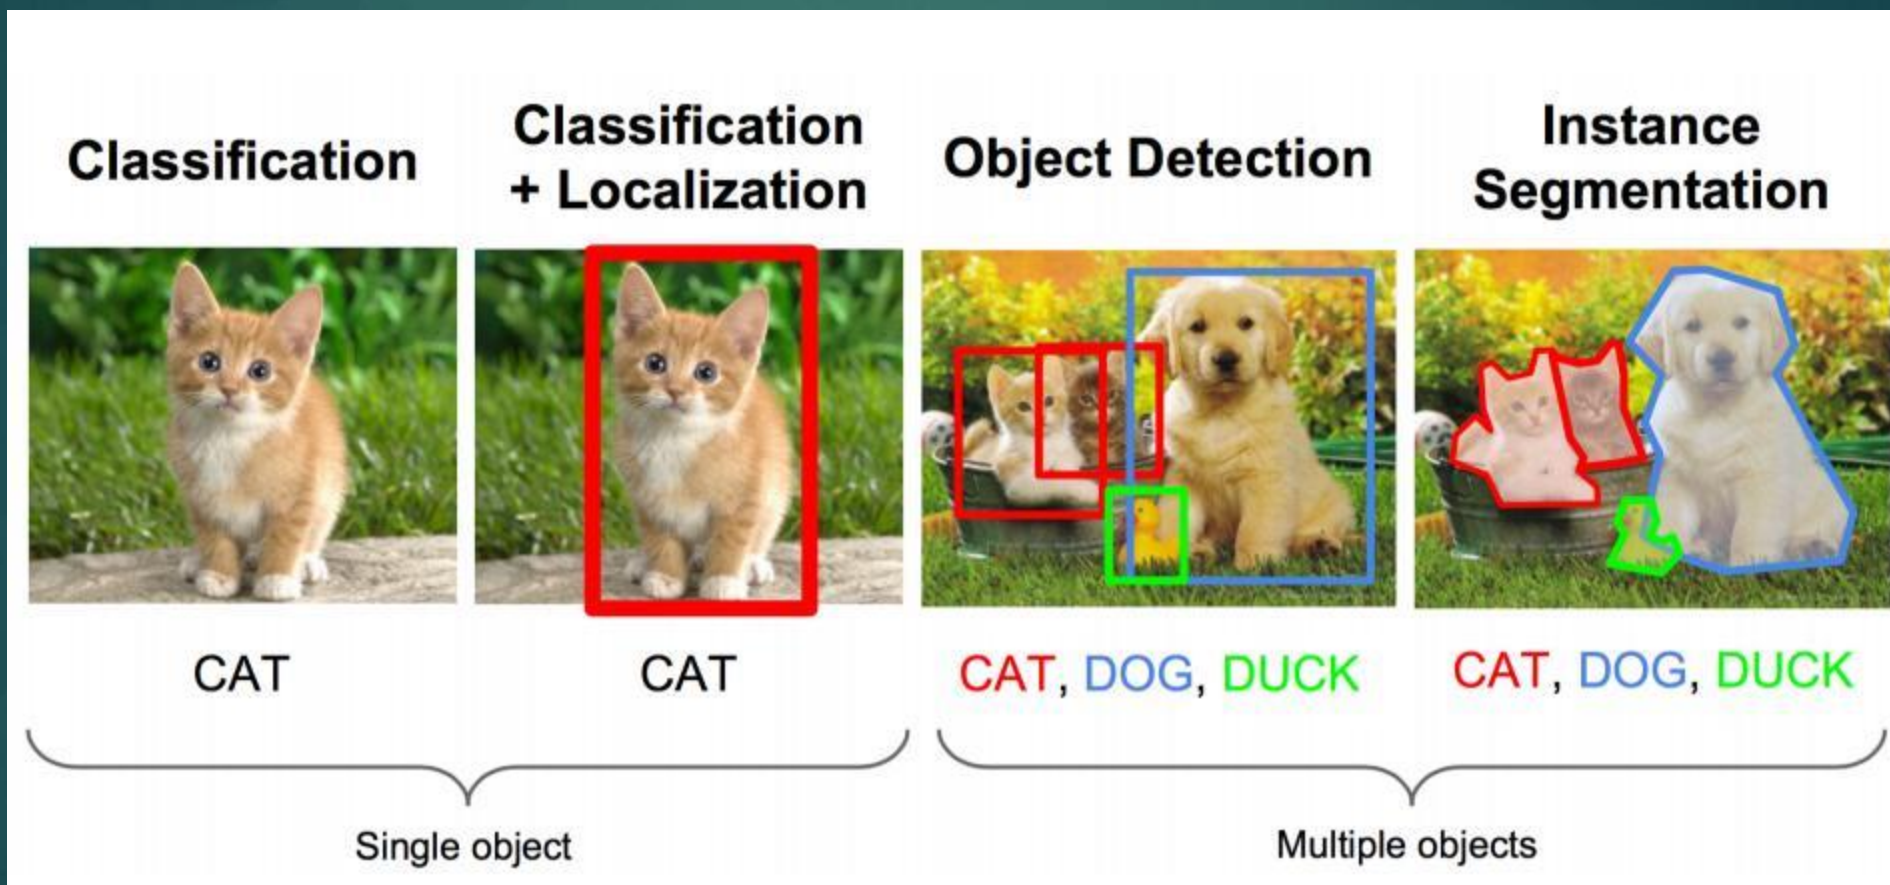 Classification
Classification
+ Localization
Object Detection
Instance
Segmentation
CAT
CAT
CAT, DOG, DUCK
CAT, DOG, DUCK
Single object
Multiple objects